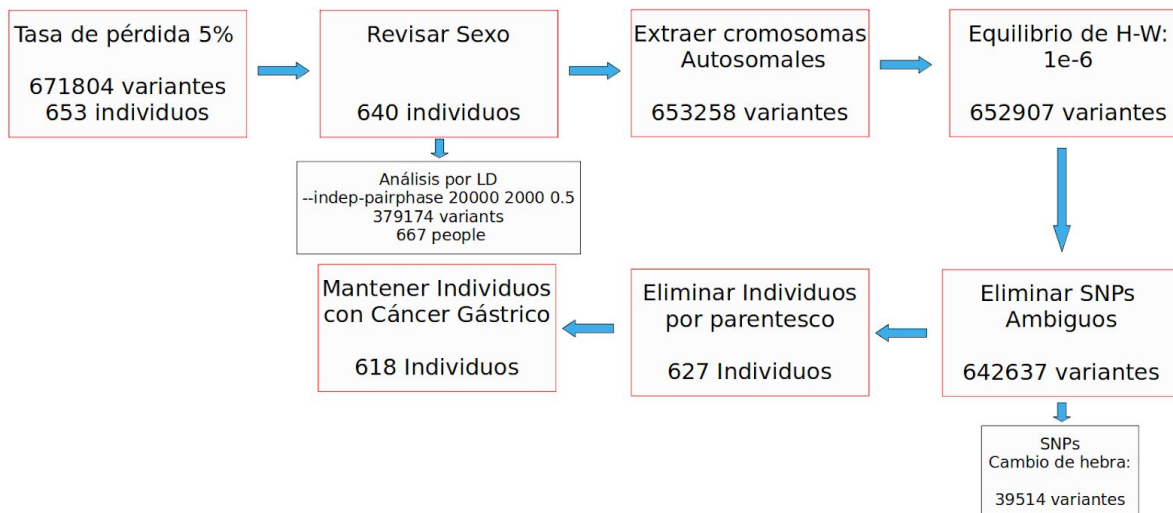 Tasa de pérdida 5%
671804 variantes
653 individuos
Revisar Sexo
640 individuos
Extraer cromosomas
Autosomales
653258 variantes
Equilibrio de H-W:
1e-6
652907 variantes
Análisis por LD
--indep-pairphase 20000 2000 0.5
379174 variants
667 people
Eliminar SNPs
Ambiguos
642637 variantes
SNPs
Cambio de hebra:
39514 variantes
Eliminar Individuos
por parentesco
627 Individuos
Mantener Individuos
con Cáncer Gástrico
618 Individuos